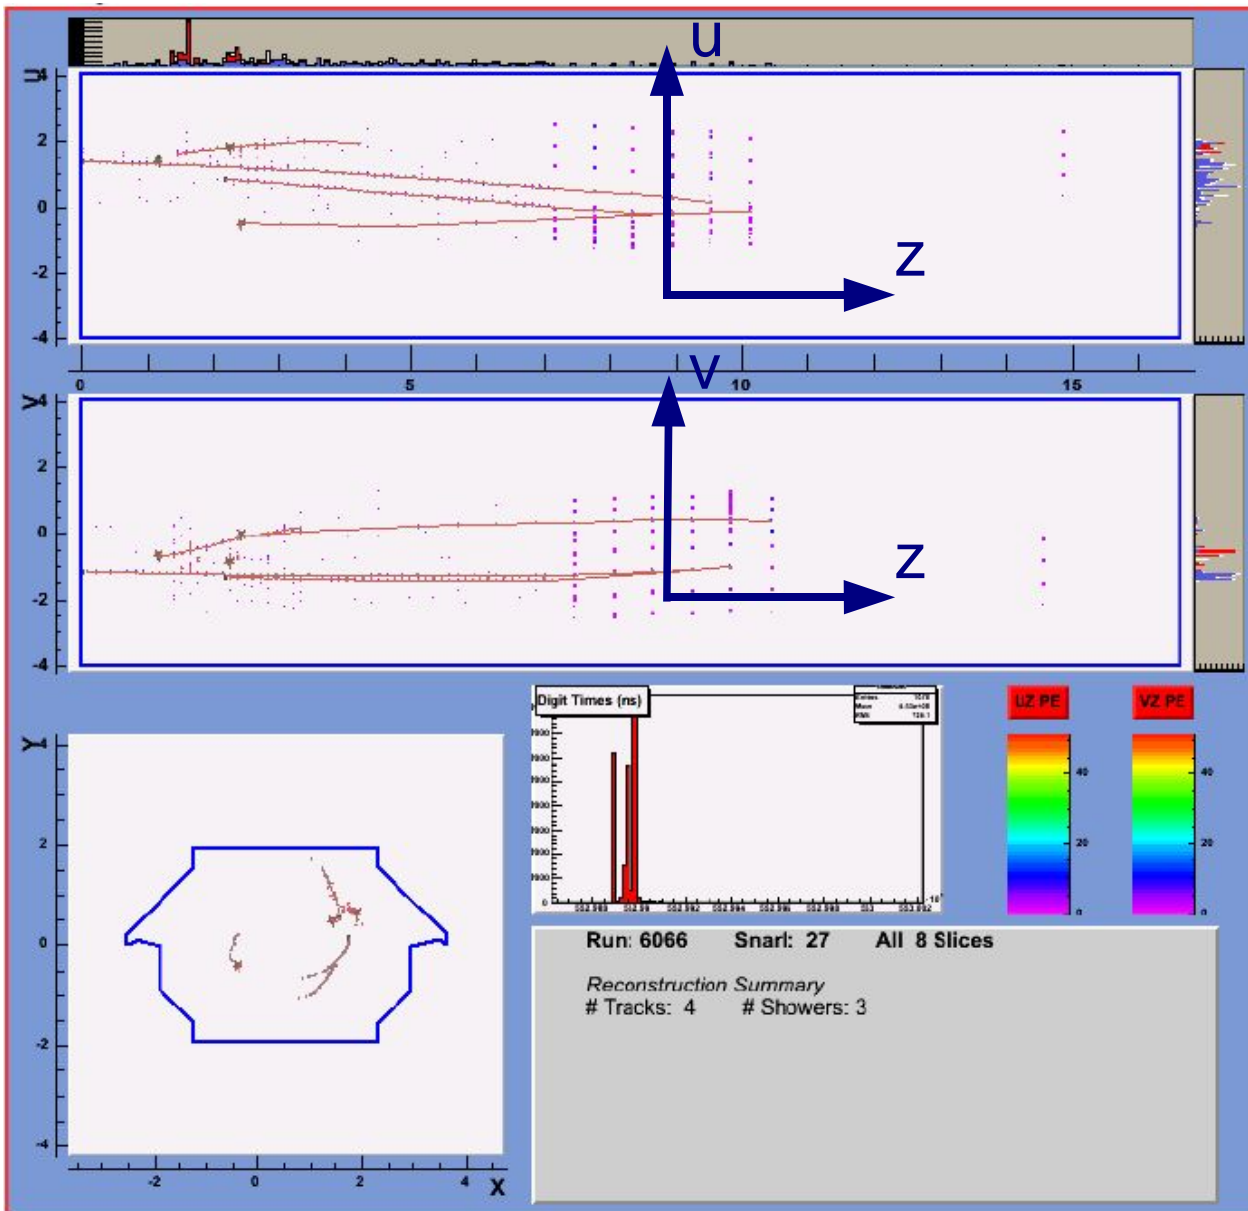 u
U
4
2
0
-2
-4
z
0
5
10
15
v
V
4
2
0
-2
-4
z
Digit Times (ns)
UZ PE
VZ PE
40
20
0
40
20
0
Y
4
2
0
-2
-4
-2
0
2
4
X
Run: 6066 Snarl: 27 All 8 Slices
Reconstruction Summary
# Tracks: 4 # Showers: 3